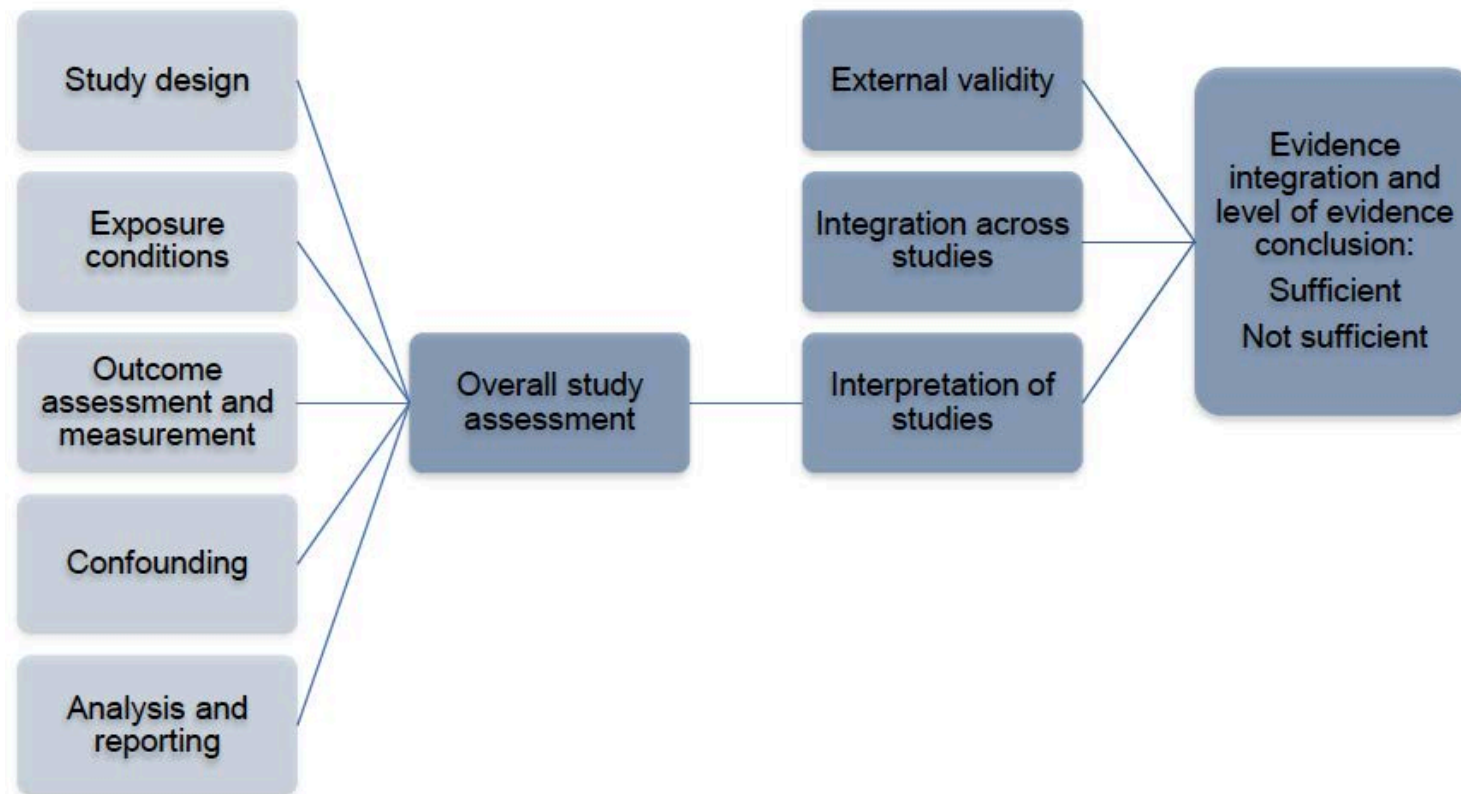 Study design
Exposure
conditions
Outcome
assessment and
measurement
Confounding
Analysis and
reporting
Overall study
assessment
External validity
Integration across
studies
Interpretation of
studies
Evidence
integration and
level of evidence
conclusion:
Sufficient
Not sufficient